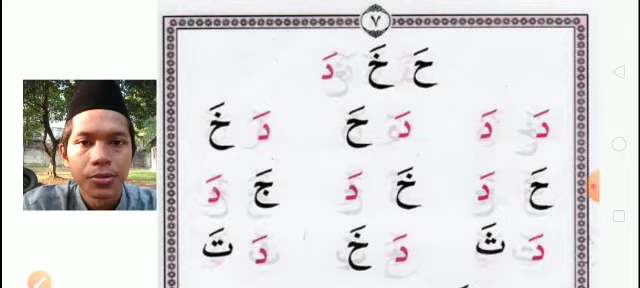 ٧
حَ خَ دَ
دَ دَ دَ حَ دَ خَ
حَ دَ خَ دَ جَ دَ
دَ ثَ دَ خَ دَ تَ